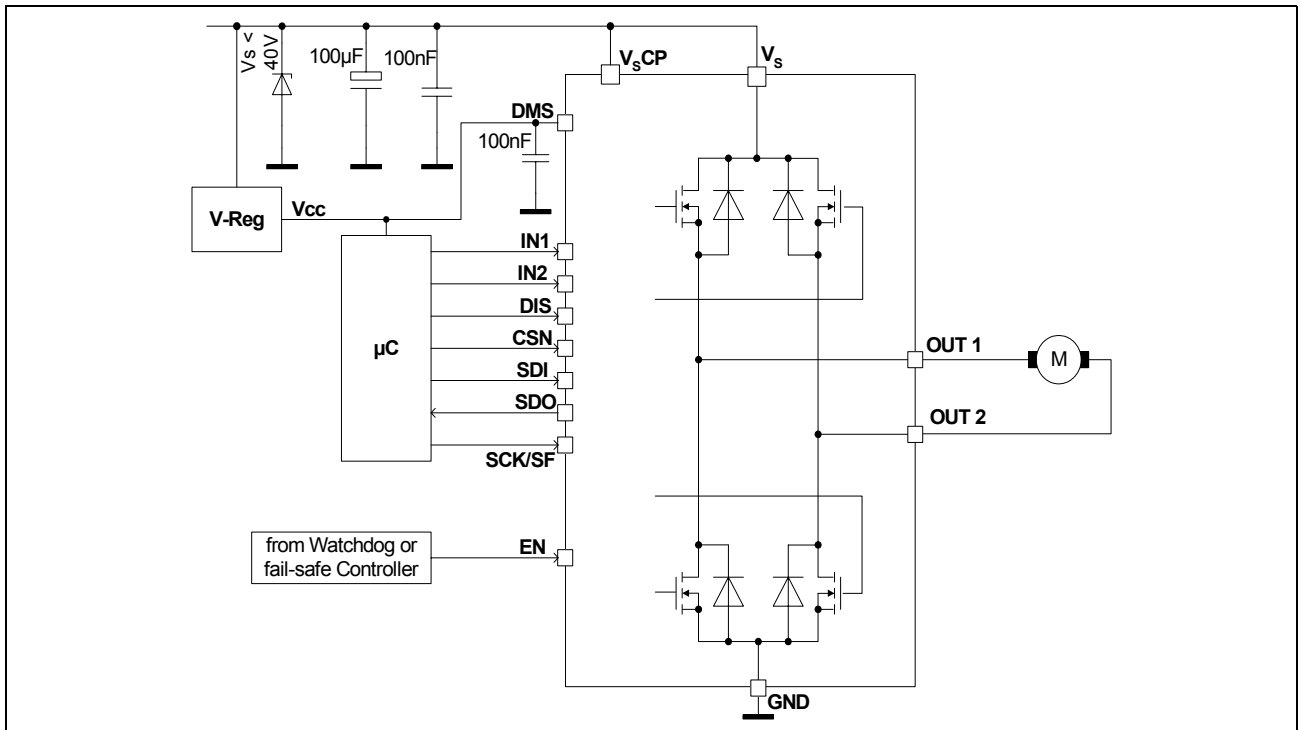 Vs <
40V
100µF
100nF
VSCP
VS
DMS
100nF
V-Reg
Vcc
IN1
IN2
DIS
CSN
SDI
SDO
SCK/SF
µC
OUT 1
M
OUT 2
from Watchdog or
fail-safe Controller
EN
GND